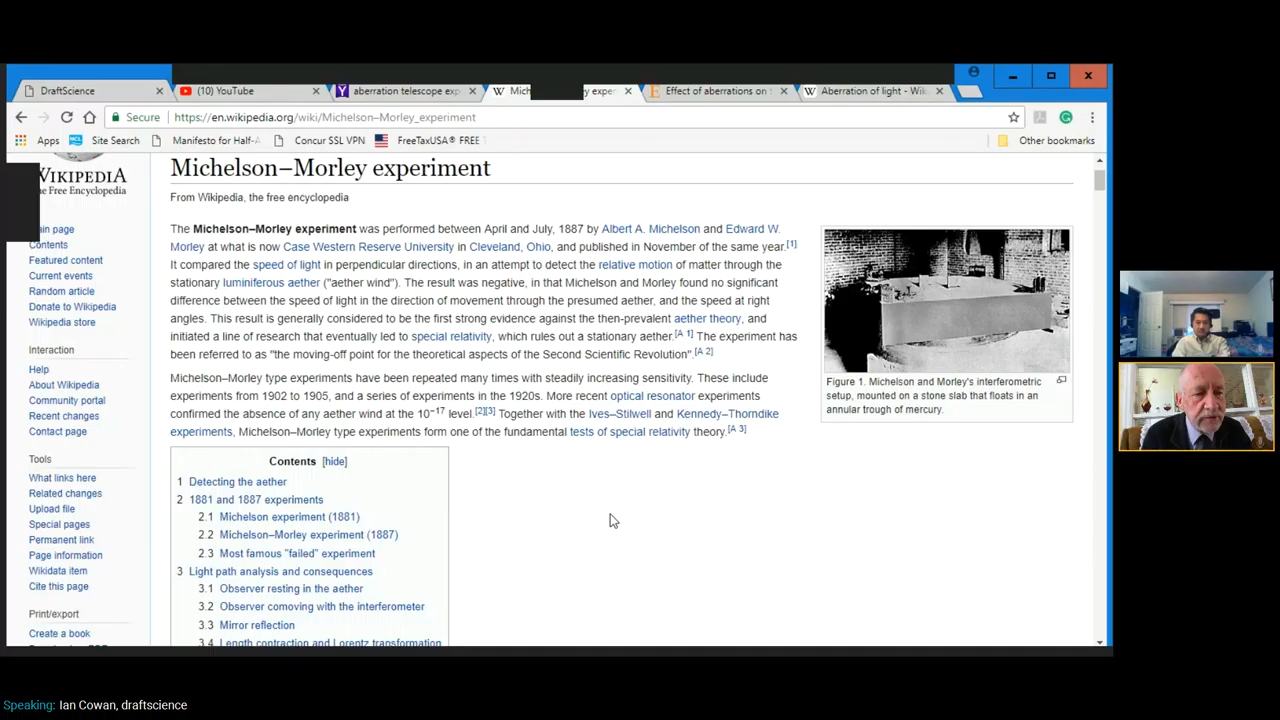 DraftScience
(10) YouTube
aberration telescope exp
Mich
y exper
Effect of aberrations on
Aberration of light - Wiki
Secure
https://en.wikipedia.org/wiki/Michelson–Morley_experiment
Apps
Site Search
Manifesto for Half-A
Concur SSL VPN
FreeTaxUSA® FREE T
Other bookmarks
WIKIPEDIA
he Free Encyclopedia
ain page
Contents
Featured content
Current events
Random article
Donate to Wikipedia
Wikipedia store
Interaction
Help
About Wikipedia
Community portal
Recent changes
Contact page
Tools
What links here
Related changes
Upload file
Special pages
Permanent link
Page information
Wikidata item
Cite this page
Print/export
Create a book
Michelson–Morley experiment
From Wikipedia, the free encyclopedia
The Michelson–Morley experiment was performed between April and July, 1887 by Albert A. Michelson and Edward W.
Morley at what is now Case Western Reserve University in Cleveland, Ohio, and published in November of the same year.[1]
It compared the speed of light in perpendicular directions, in an attempt to detect the relative motion of matter through the
stationary luminiferous aether ("aether wind"). The result was negative, in that Michelson and Morley found no significant
difference between the speed of light in the direction of movement through the presumed aether, and the speed at right
angles. This result is generally considered to be the first strong evidence against the then-prevalent aether theory, and
initiated a line of research that eventually led to special relativity, which rules out a stationary aether.[A 1] The experiment has
been referred to as "the moving-off point for the theoretical aspects of the Second Scientific Revolution".[A 2]
Michelson–Morley type experiments have been repeated many times with steadily increasing sensitivity. These include
experiments from 1902 to 1905, and a series of experiments in the 1920s. More recent optical resonator experiments
confirmed the absence of any aether wind at the 10−17 level.[2][3] Together with the Ives–Stilwell and Kennedy–Thorndike
experiments, Michelson–Morley type experiments form one of the fundamental tests of special relativity theory.[A 3]
Figure 1. Michelson and Morley's interferometric
setup, mounted on a stone slab that floats in an
annular trough of mercury.
Contents [hide]
1 Detecting the aether
2 1881 and 1887 experiments
2.1 Michelson experiment (1881)
2.2 Michelson–Morley experiment (1887)
2.3 Most famous "failed" experiment
3 Light path analysis and consequences
3.1 Observer resting in the aether
3.2 Observer comoving with the interferometer
3.3 Mirror reflection
3.4 Length contraction and Lorentz transformation
Speaking: Ian Cowan, draftscience